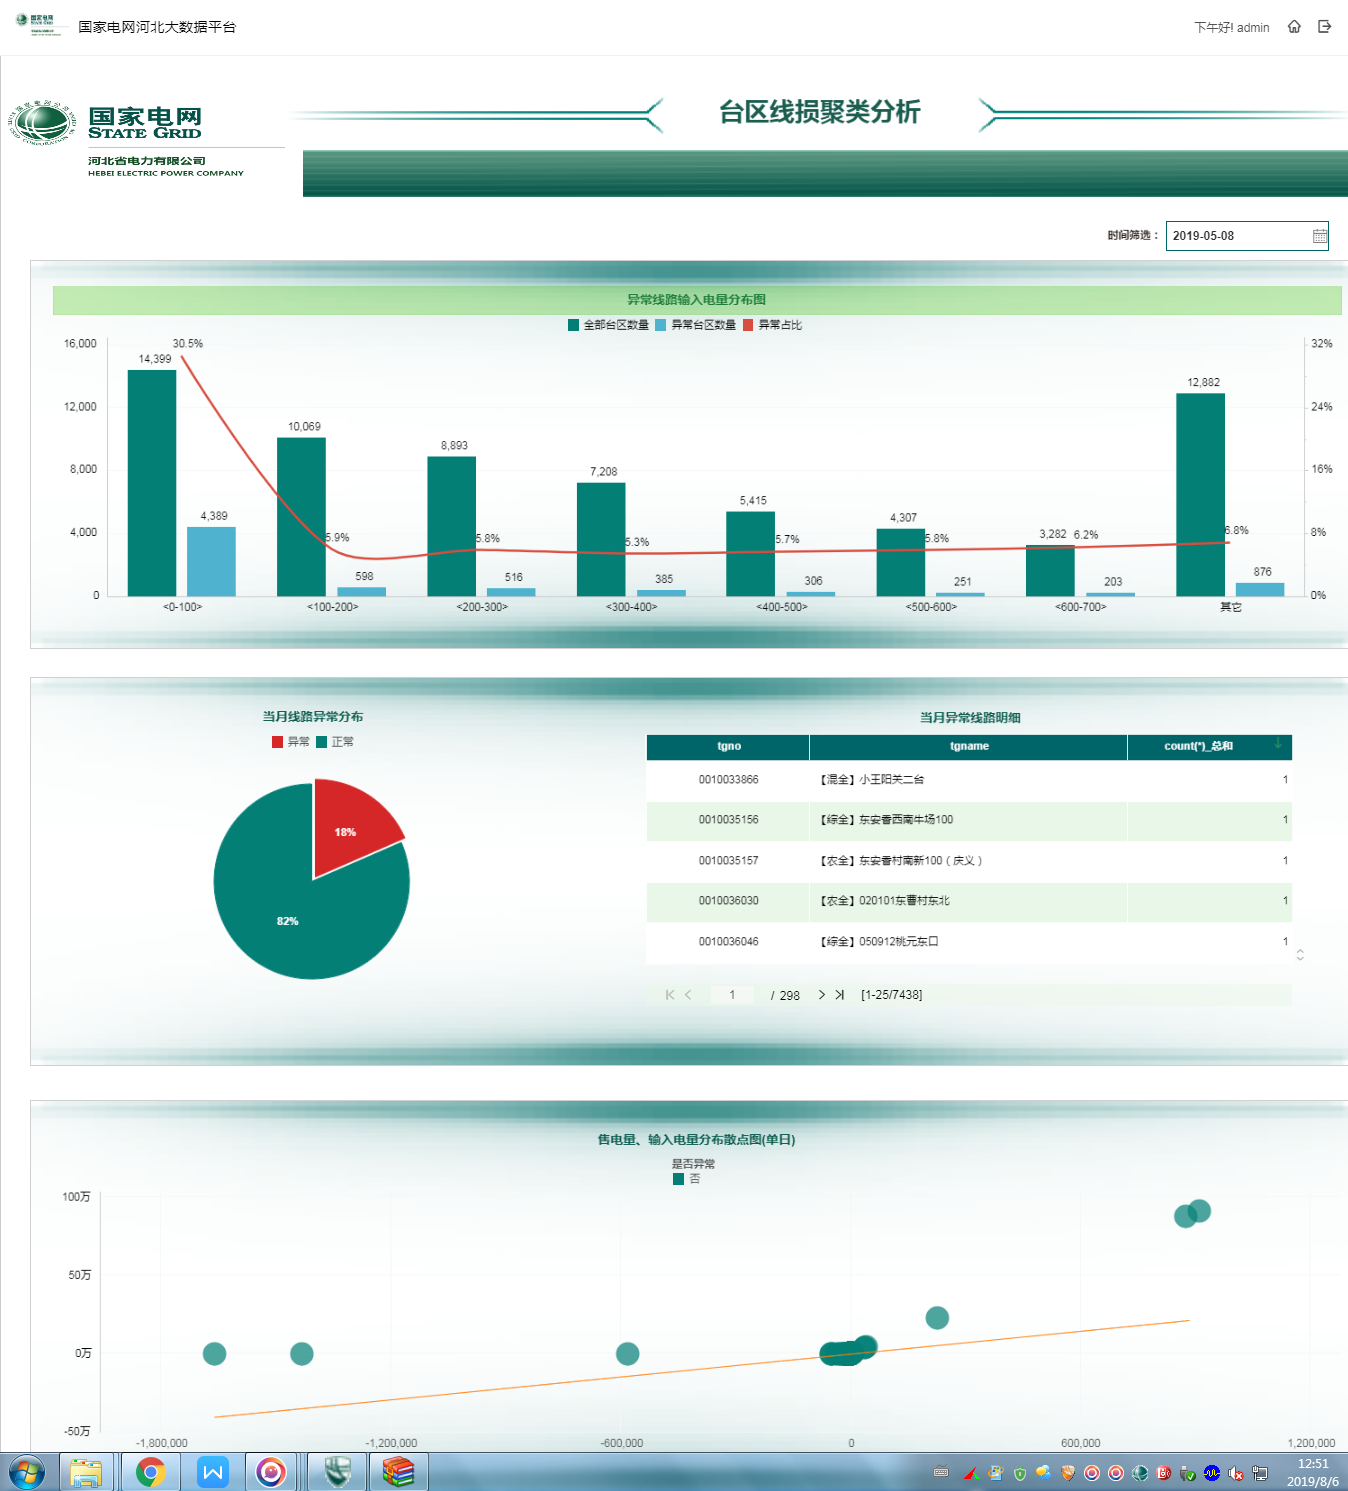 国家电网河北大数据平台
下午好! admin
国家电网
STATE GRID
河北省电力有限公司
HEBEI ELECTRIC POWER COMPANY
台区线损聚类分析
时间筛选：
2019-05-08
异常线路输入电量分布图
全部台区数量 异常台区数量 异常占比
16,000
12,000
8,000
4,000
0
32%
24%
16%
8%
0%
14,399 30.5% 4,389
10,069 5.9% 598
8,893 5.8% 516
7,208 5.3% 385
5,415 5.7% 306
4,307 5.8% 251
3,282 6.2% 203
12,882 6.8% 876
<0-100> <100-200> <200-300> <300-400> <400-500> <500-600> <600-700> 其它
当月线路异常分布
异常 正常
18%
82%
当月异常线路明细
tgno tgname count(*)_总和
0010033866 【混全】小王阳关二台 1
0010035156 【综全】东安香西南牛场100 1
0010035157 【农全】东安香村南新100（庆义） 1
0010036030 【农全】020101东曹村东北 1
0010036046 【综全】050912桃元东口 1
1 / 298 [1-25/7438]
售电量、输入电量分布散点图(单日)
是否异常
否
100万
50万
0万
-50万
-1,800,000 -1,200,000 -600,000 0 600,000 1,200,000
12:51
2019/8/6